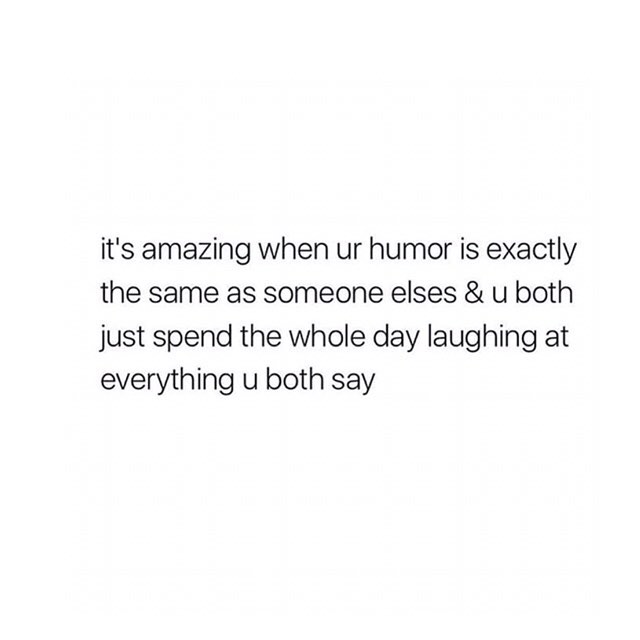 it's amazing when ur humor is exactly
the same as someone elses & u both
just spend the whole day laughing at
everything u both say